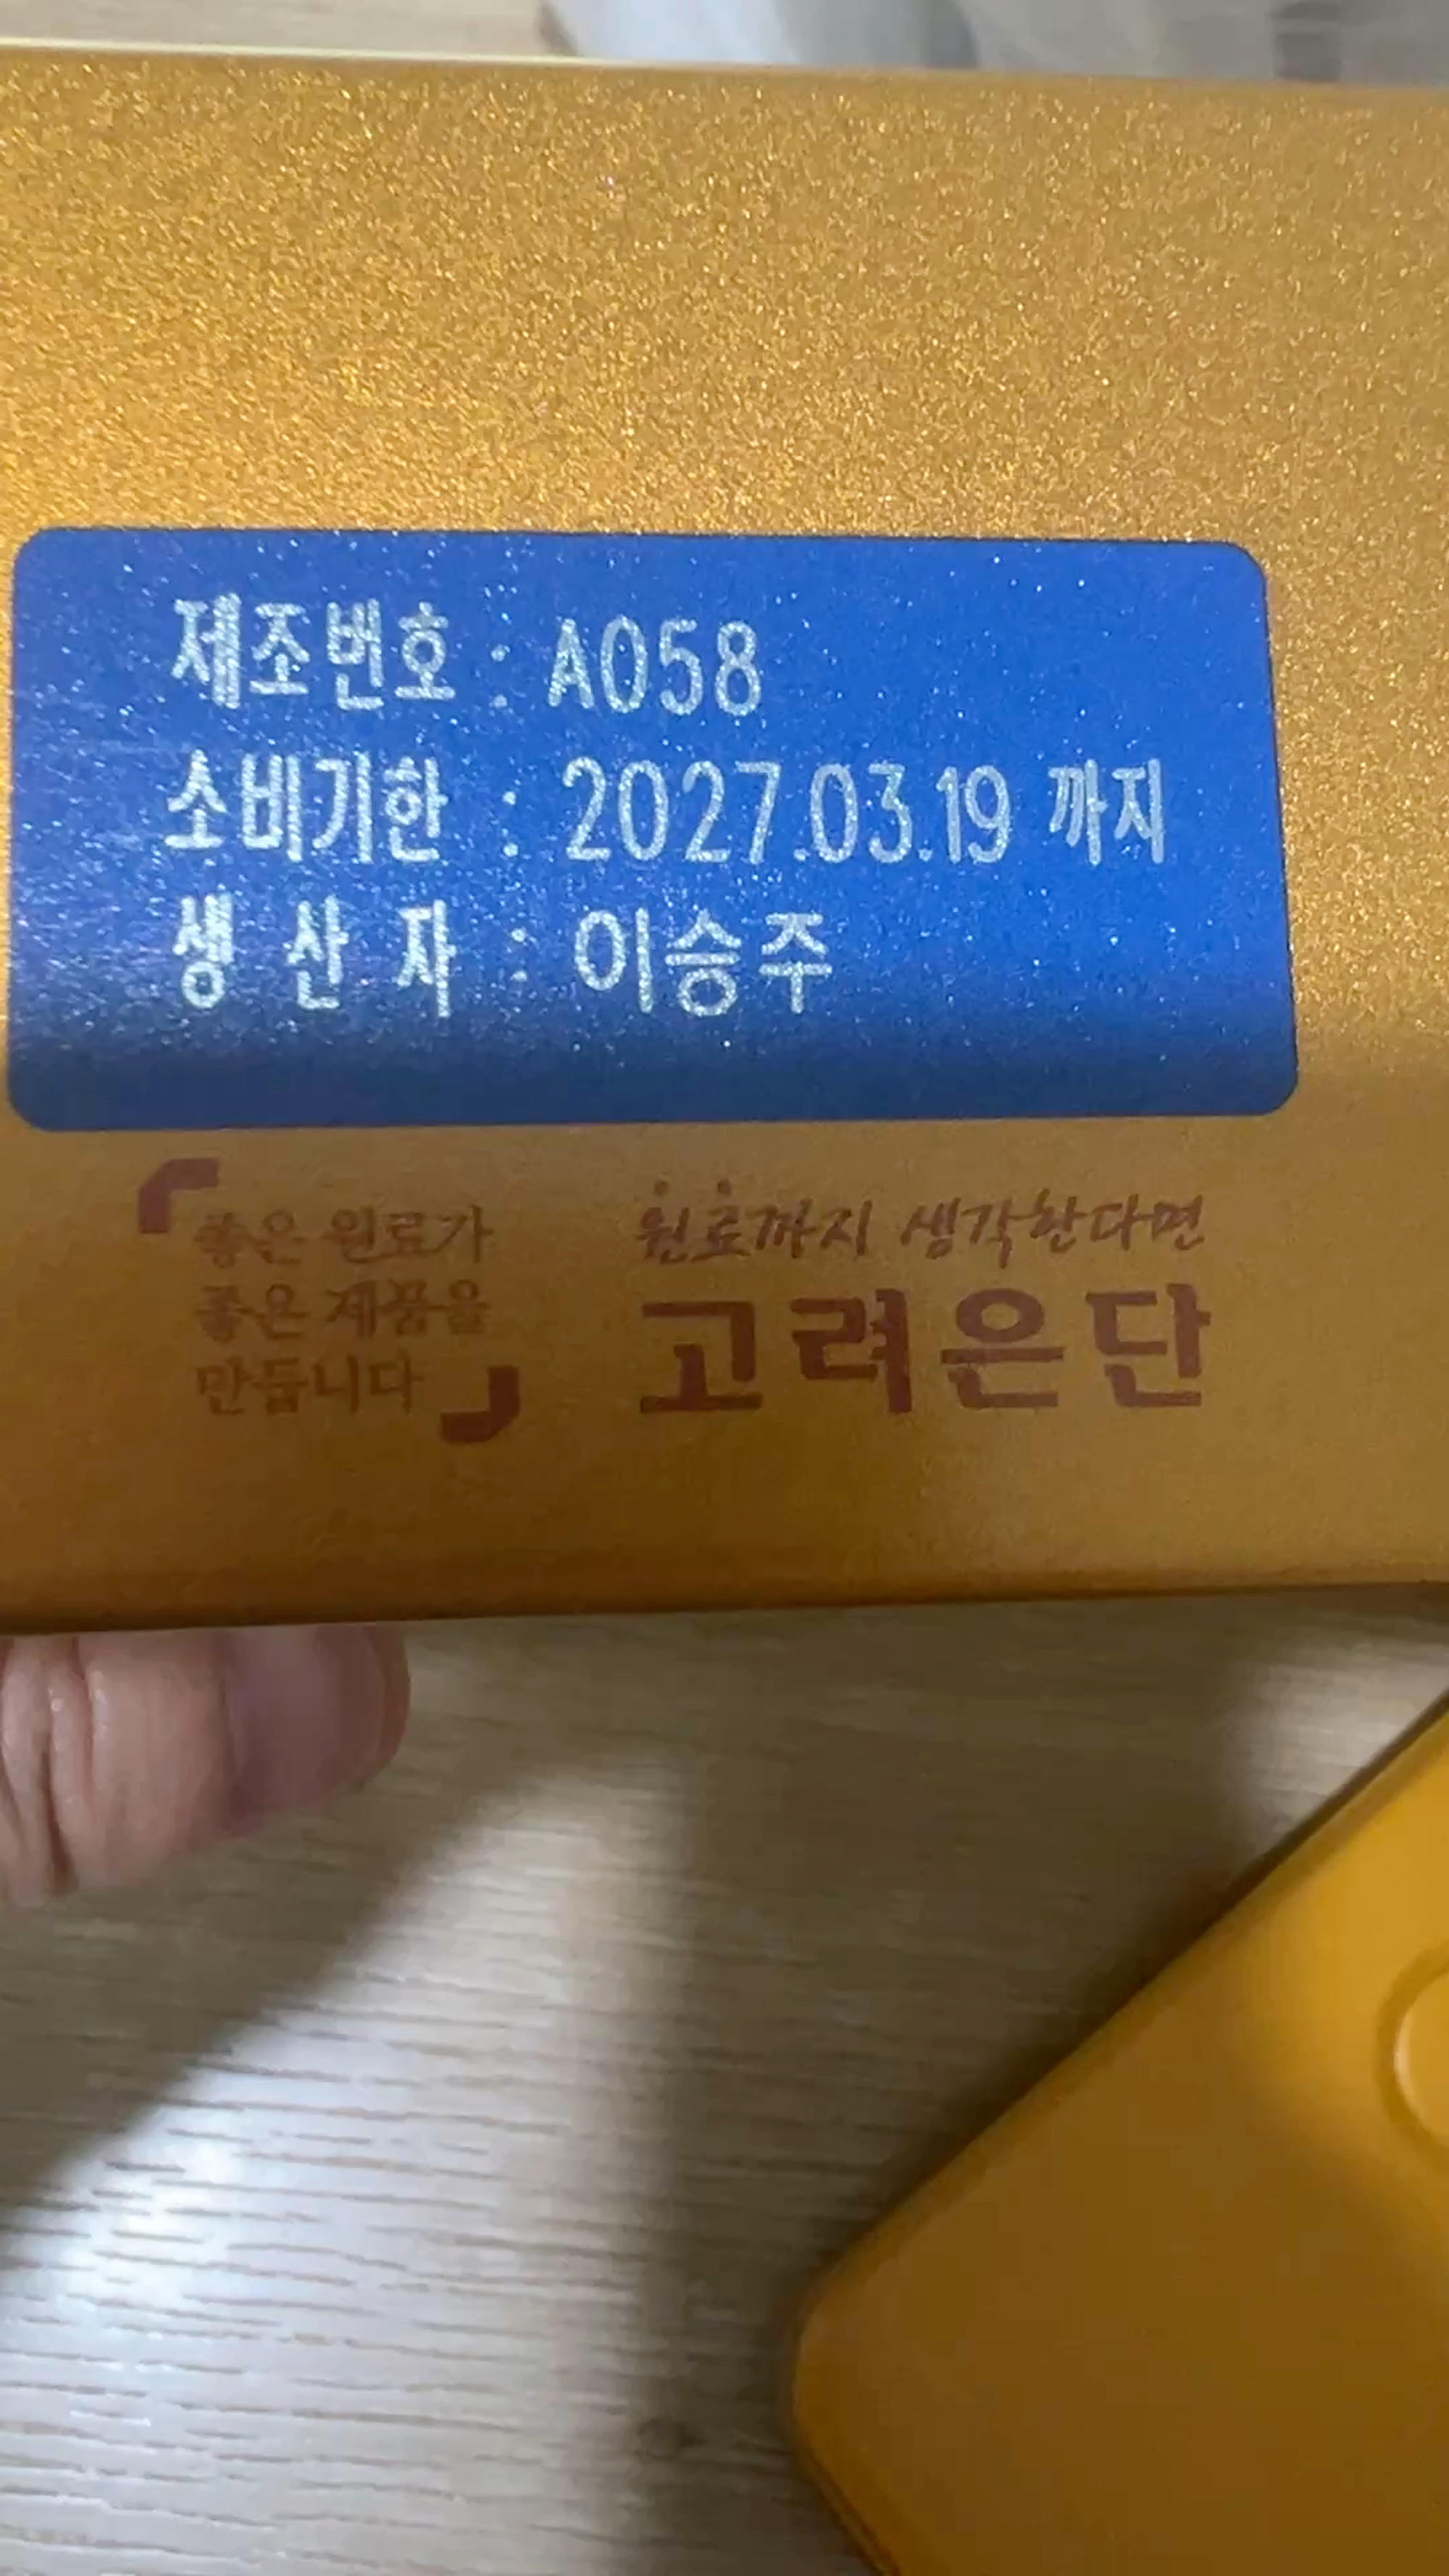 제조번호 : A058
소비기한 : 2027.03.19 까지
생 산 자 : 이승주
「좋은 원료가
좋은 제품을
만듭니다」
원료까지 생각한다면
고려은단